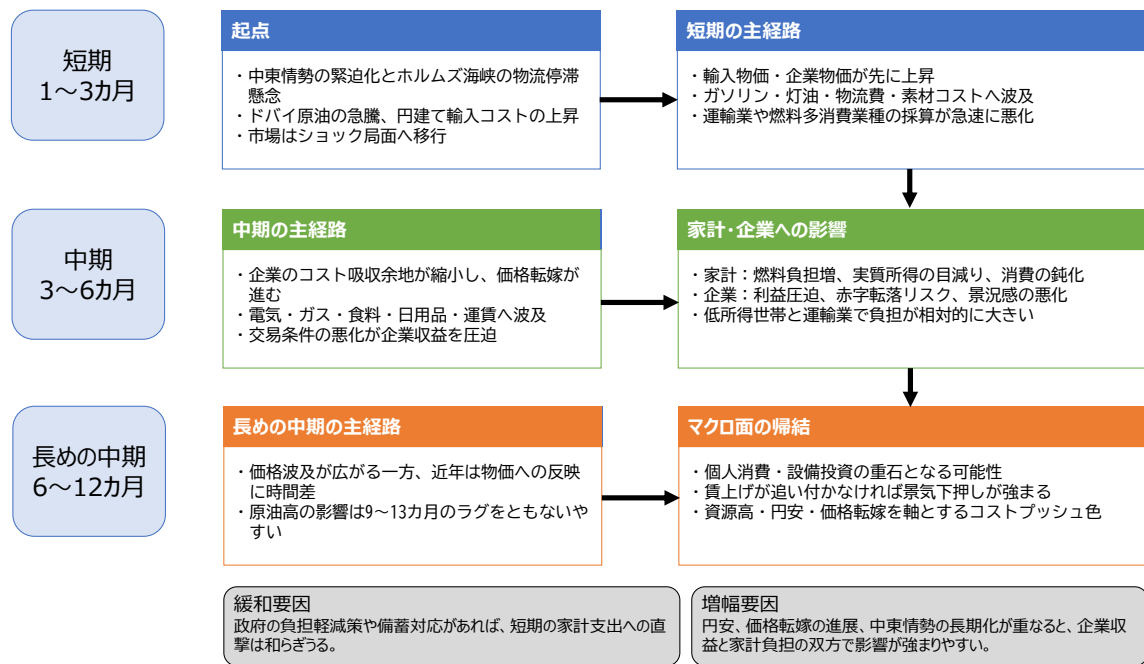 短期
1～3カ月
起点
・中東情勢の緊迫化とホルムズ海峡の物流停滞
懸念
・ドバイ原油の急騰、円建て輸入コストの上昇
・市場はショック局面へ移行
短期の主経路
・輸入物価・企業物価が先に上昇
・ガソリン・灯油・物流費・素材コストへ波及
・運輸業や燃料多消費業種の採算が急速に悪化
中期
3～6カ月
中期の主経路
・企業のコスト吸収余地が縮小し、価格転嫁が
進む
・電気・ガス・食料・日用品・運賃へ波及
・交易条件の悪化が企業収益を圧迫
家計・企業への影響
・家計：燃料負担増、実質所得の目減り、消費の鈍化
・企業：利益圧迫、赤字転落リスク、景況感の悪化
・低所得世帯と運輸業で負担が相対的に大きい
長めの中期
6～12カ月
長めの中期の主経路
・価格波及が広がる一方、近年は物価への反映
に時間差
・原油高の影響は9～13カ月のラグをともないや
すい
マクロ面の帰結
・個人消費・設備投資の重石となる可能性
・賃上げが追い付かなければ景気下押しが強まる
・資源高・円安・価格転嫁を軸とするコストプッシュ色
緩和要因
政府の負担軽減策や備蓄対応があれば、短期の家計支出への直
撃は和らぎうる。
増幅要因
円安、価格転嫁の進展、中東情勢の長期化が重なると、企業収
益と家計負担の双方で影響が強まりやすい。